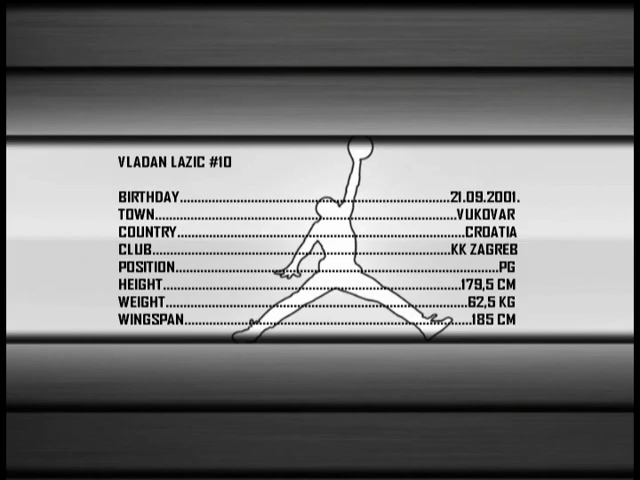 VLADAN LAZIC #10
BIRTHDAY........................................................21.09.2001.
TOWN........................................................VUKOVAR
COUNTRY........................................................CROATIA
CLUB........................................................KK ZAGREB
POSITION........................................................PG
HEIGHT........................................................179,5 CM
WEIGHT........................................................62,5 KG
WINGSPAN........................................................185 CM